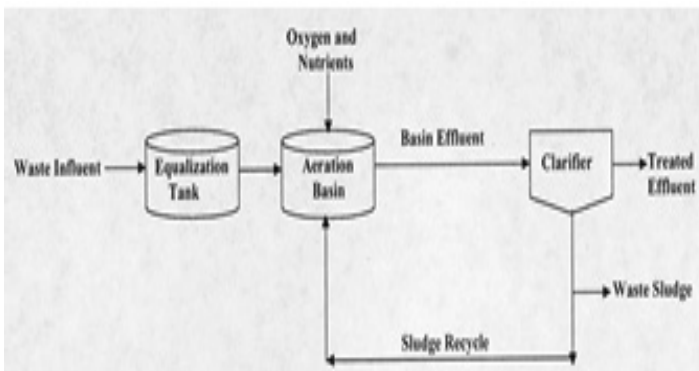 Oxygen and
Nutrients
Basin Effluent
Waste Influent
Equalization
Tank
Aeration
Basin
Clarifier
Treated
Effluent
Waste Sludge
Sludge Recycle